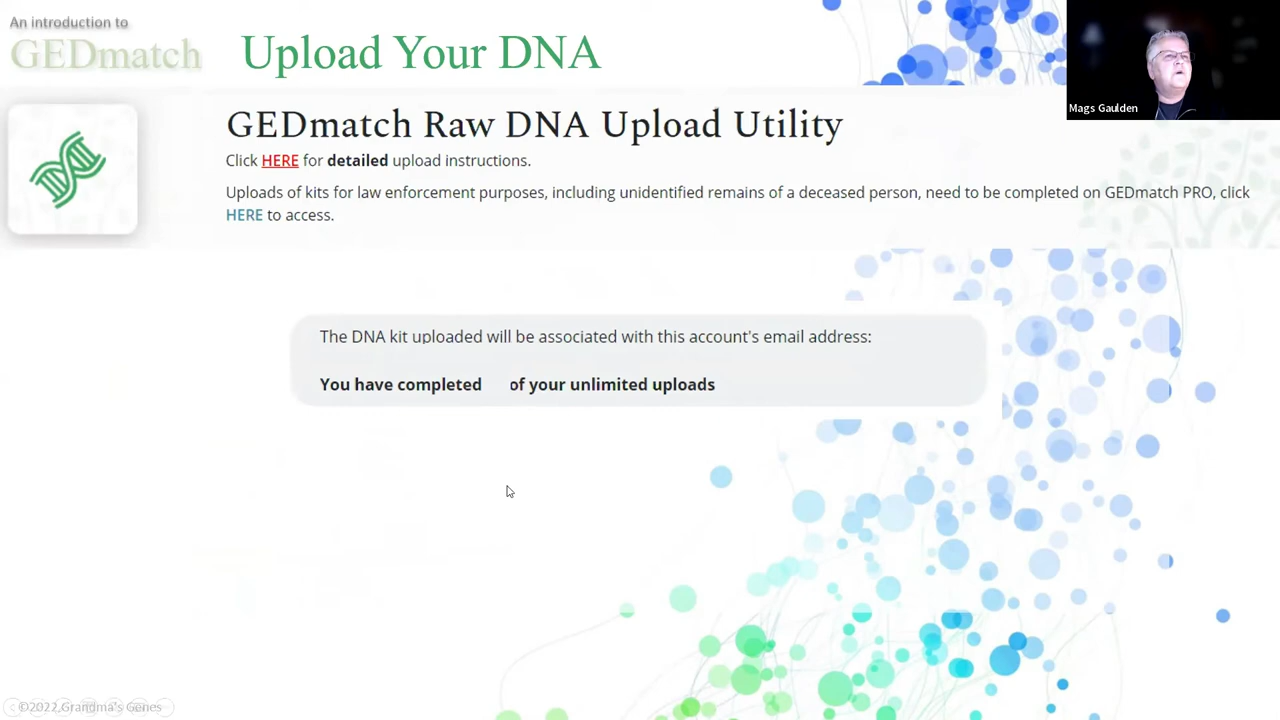 An introduction to
GEDmatch
Upload Your DNA
Mags Gaulden
GEDmatch Raw DNA Upload Utility
Click HERE for detailed upload instructions.
Uploads of kits for law enforcement purposes, including unidentified remains of a deceased person, need to be completed on GEDmatch PRO, click
HERE to access.
The DNA kit uploaded will be associated with this account's email address:
You have completed of your unlimited uploads
©2022 Grandma's Genes